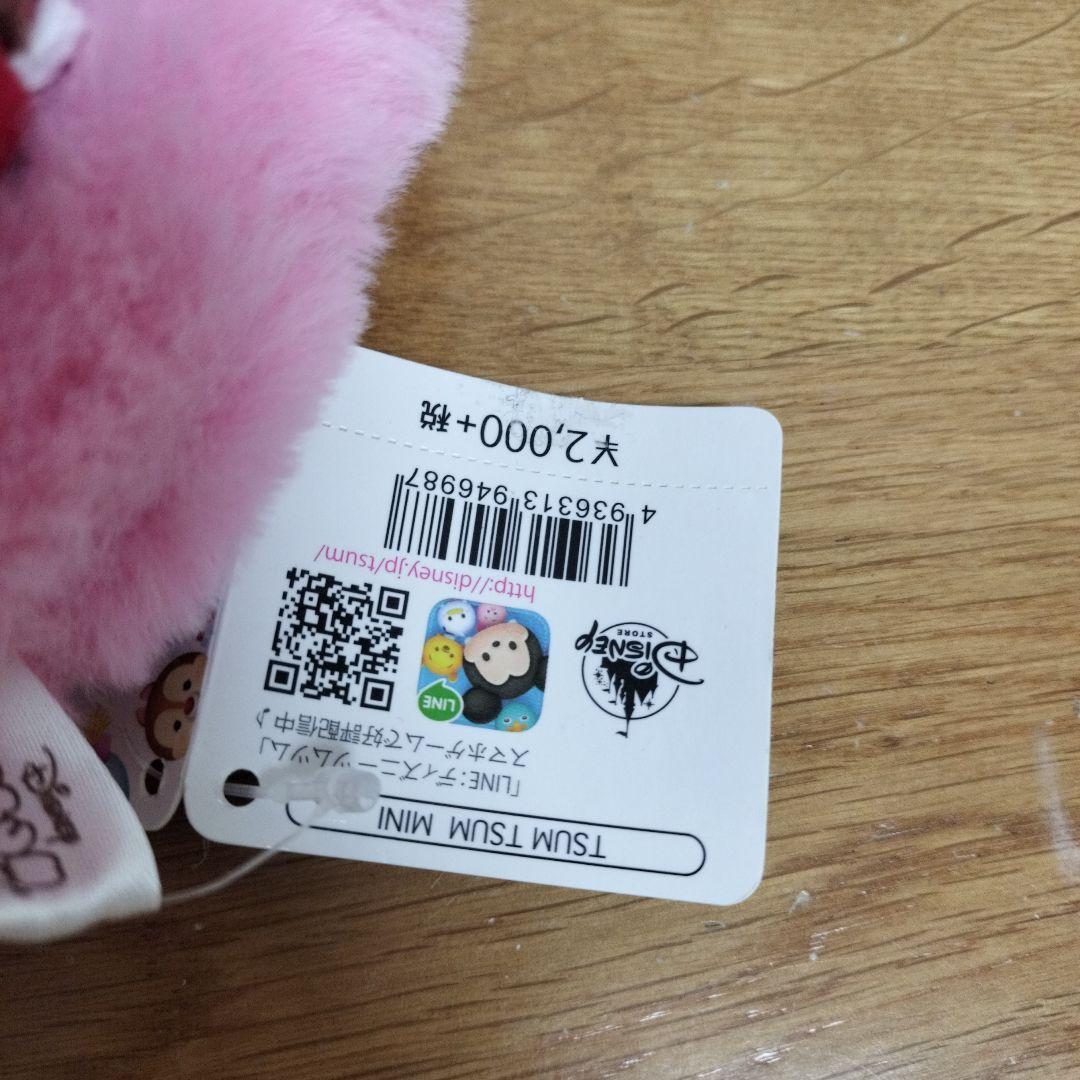 TSUM TSUM MINI
「LINE:ディズニー ツムツム」
スマホゲームで好評配信中♪
LINE
DISNEY
STORE
http://disney.jp/tsum/
4 936313 946987
¥2,000+税
Disney